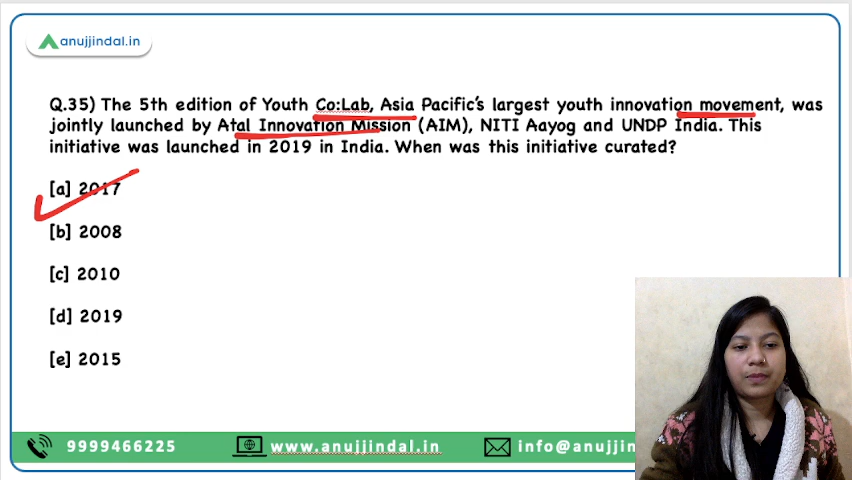 anujjindal.in
Q.35) The 5th edition of Youth Co:Lab, Asia Pacific's largest youth innovation movement, was
jointly launched by Atal Innovation Mission (AIM), NITI Aayog and UNDP India. This
initiative was launched in 2019 in India. When was this initiative curated?
[a] 2017
[b] 2008
[c] 2010
[d] 2019
[e] 2015
9999466225 www.anujjindal.in info@anujjin